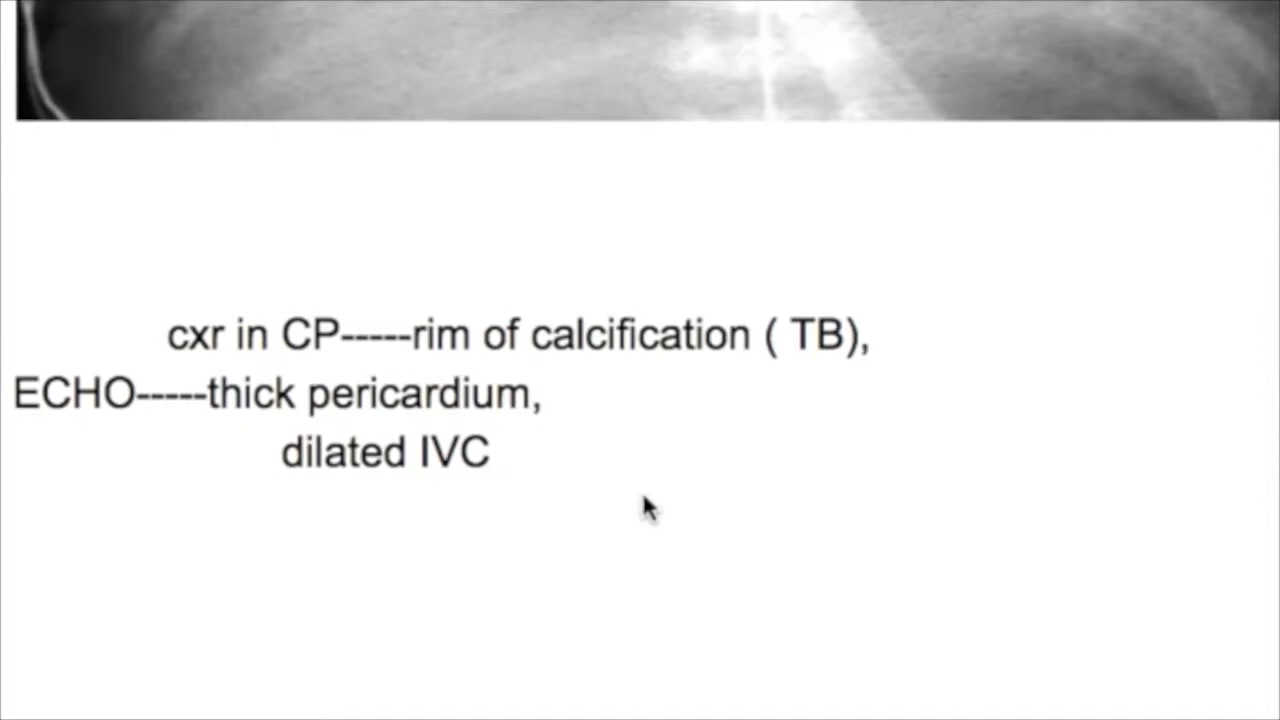 cxr in CP-----rim of calcification ( TB),
ECHO-----thick pericardium,
dilated IVC